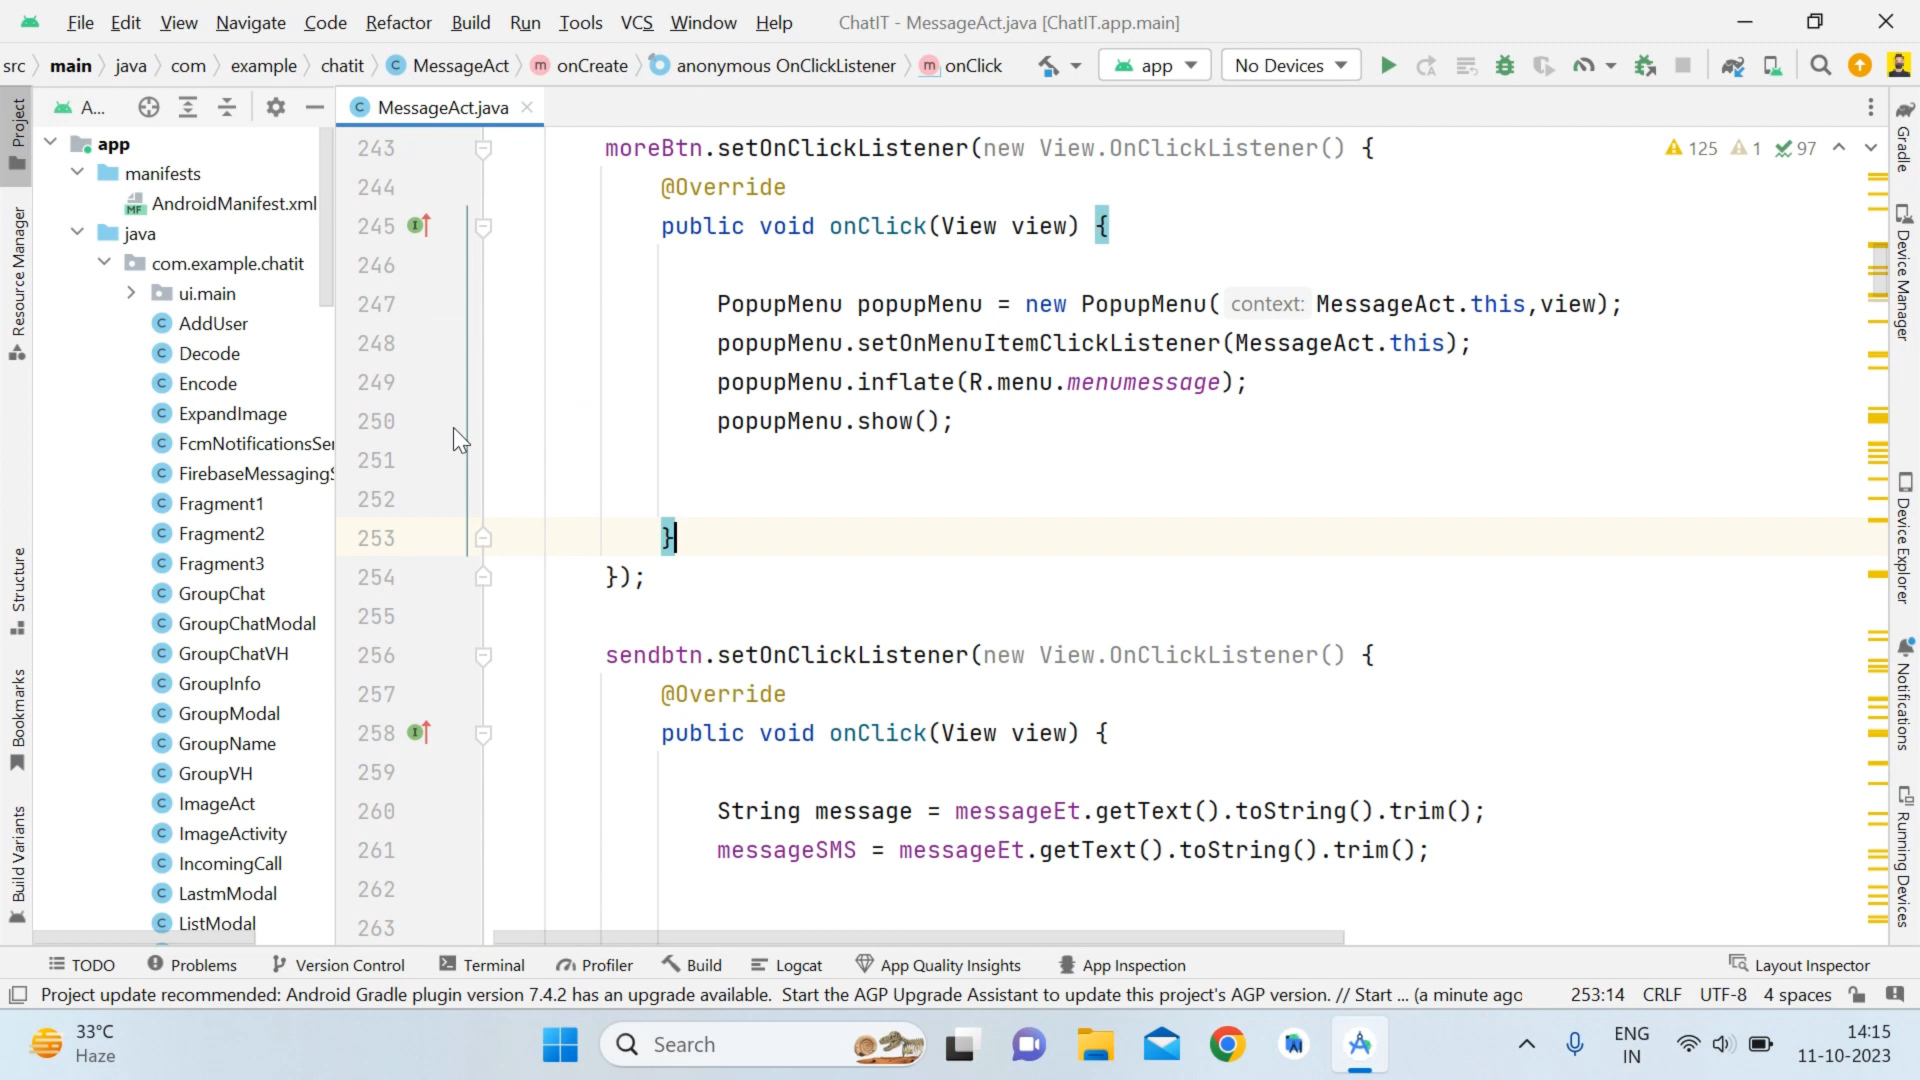 File Edit View Navigate Code Refactor Build Run Tools VCS Window Help ChatIT - MessageAct.java [ChatIT.app.main]
src main java com example chatit MessageAct onCreate anonymous OnClickListener onClick app No Devices
A... MessageAct.java
Project
Resource Manager
Structure
Bookmarks
Build Variants
app
manifests
AndroidManifest.xml
java
com.example.chatit
ui.main
AddUser
Decode
Encode
ExpandImage
FcmNotificationsSer
FirebaseMessagingS
Fragment1
Fragment2
Fragment3
GroupChat
GroupChatModal
GroupChatVH
GroupInfo
GroupModal
GroupName
GroupVH
ImageAct
ImageActivity
IncomingCall
LastmModal
ListModal
125 1 97
243 moreBtn.setOnClickListener(new View.OnClickListener() {
244 @Override
245 public void onClick(View view) {
246
247 PopupMenu popupMenu = new PopupMenu( context: MessageAct.this,view);
248 popupMenu.setOnMenuItemClickListener(MessageAct.this);
249 popupMenu.inflate(R.menu.menumessage);
250 popupMenu.show();
251
252
253 }
254 });
255
256 sendbtn.setOnClickListener(new View.OnClickListener() {
257 @Override
258 public void onClick(View view) {
259
260 String message = messageEt.getText().toString().trim();
261 messageSMS = messageEt.getText().toString().trim();
262
263
Gradle
Device Manager
Device Explorer
Notifications
Running Devices
TODO Problems Version Control Terminal Profiler Build Logcat App Quality Insights App Inspection Layout Inspector
Project update recommended: Android Gradle plugin version 7.4.2 has an upgrade available. Start the AGP Upgrade Assistant to update this project's AGP version. // Start ... (a minute ago 253:14 CRLF UTF-8 4 spaces
33°C
Haze
Search
ENG
IN
14:15
11-10-2023